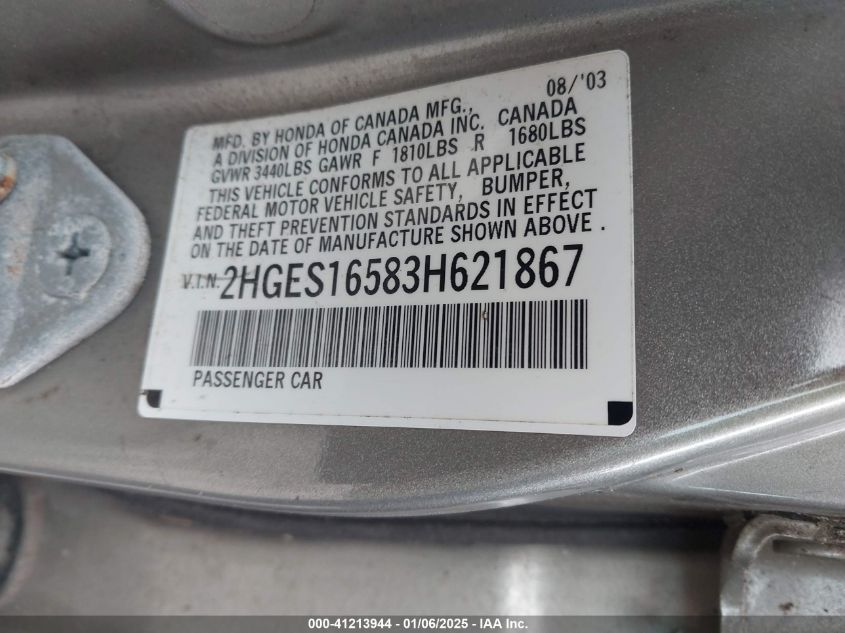 08/'03
MFD. BY HONDA OF CANADA MFG.,
A DIVISION OF HONDA CANADA INC, CANADA
GVWR 3440LBS GAWR F 1810LBS R 1680LBS
THIS VEHICLE CONFORMS TO ALL APPLICABLE
FEDERAL MOTOR VEHICLE SAFETY, BUMPER,
AND THEFT PREVENTION STANDARDS IN EFFECT
ON THE DATE OF MANUFACTURE SHOWN ABOVE.
V.I.N. 2HGES16583H621867
PASSENGER CAR
000-41213944 - 01/06/2025 - IAA Inc.